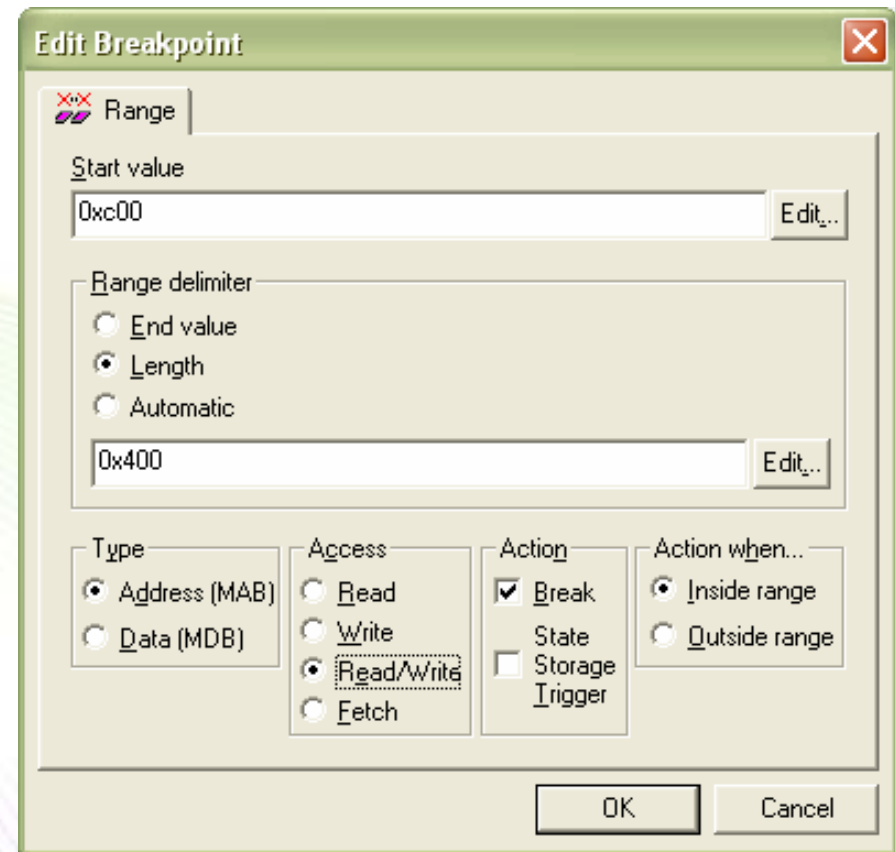 Edit Breakpoint
Range
Start value
0xc00
Edit...
Range delimiter
End value
Length
Automatic
0x400
Edit...
Type
Address (MAB)
Data (MDB)
Access
Read
Write
Read/Write
Fetch
Action
Break
State
Storage
Trigger
Action when...
Inside range
Outside range
OK
Cancel